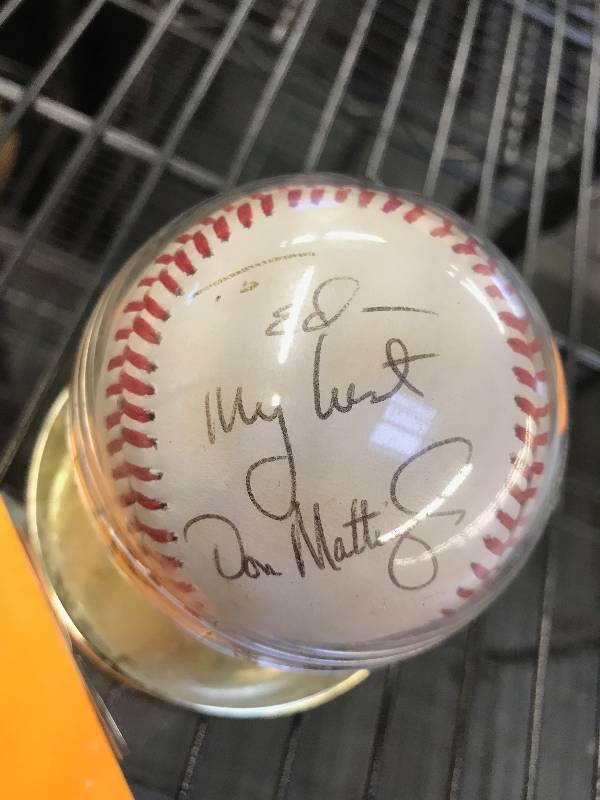 Ed —
My best
Don Mattingly